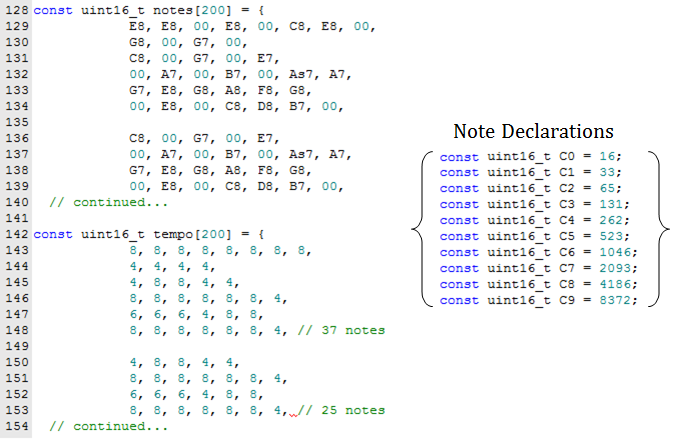 128 const uint16_t notes[200] = {
129 E8, E8, 00, E8, 00, C8, E8, 00,
130 G8, 00, G7, 00,
131 C8, 00, G7, 00, E7,
132 00, A7, 00, B7, 00, As7, A7,
133 G7, E8, G8, A8, F8, G8,
134 00, E8, 00, C8, D8, B7, 00,
135
136 C8, 00, G7, 00, E7,
137 00, A7, 00, B7, 00, As7, A7,
138 G7, E8, G8, A8, F8, G8,
139 00, E8, 00, C8, D8, B7, 00,
140 // continued...
141
142 const uint16_t tempo[200] = {
143 8, 8, 8, 8, 8, 8, 8, 8,
144 4, 4, 4, 4,
145 4, 8, 8, 4, 4,
146 8, 8, 8, 8, 8, 8, 4,
147 6, 6, 6, 4, 8, 8,
148 8, 8, 8, 8, 8, 8, 4, // 37 notes
149
150 4, 8, 8, 4, 4,
151 8, 8, 8, 8, 8, 8, 4,
152 6, 6, 6, 4, 8, 8,
153 8, 8, 8, 8, 8, 8, 4, // 25 notes
154 // continued...
Note Declarations
const uint16_t C0 = 16;
const uint16_t C1 = 33;
const uint16_t C2 = 65;
const uint16_t C3 = 131;
const uint16_t C4 = 262;
const uint16_t C5 = 523;
const uint16_t C6 = 1046;
const uint16_t C7 = 2093;
const uint16_t C8 = 4186;
const uint16_t C9 = 8372;